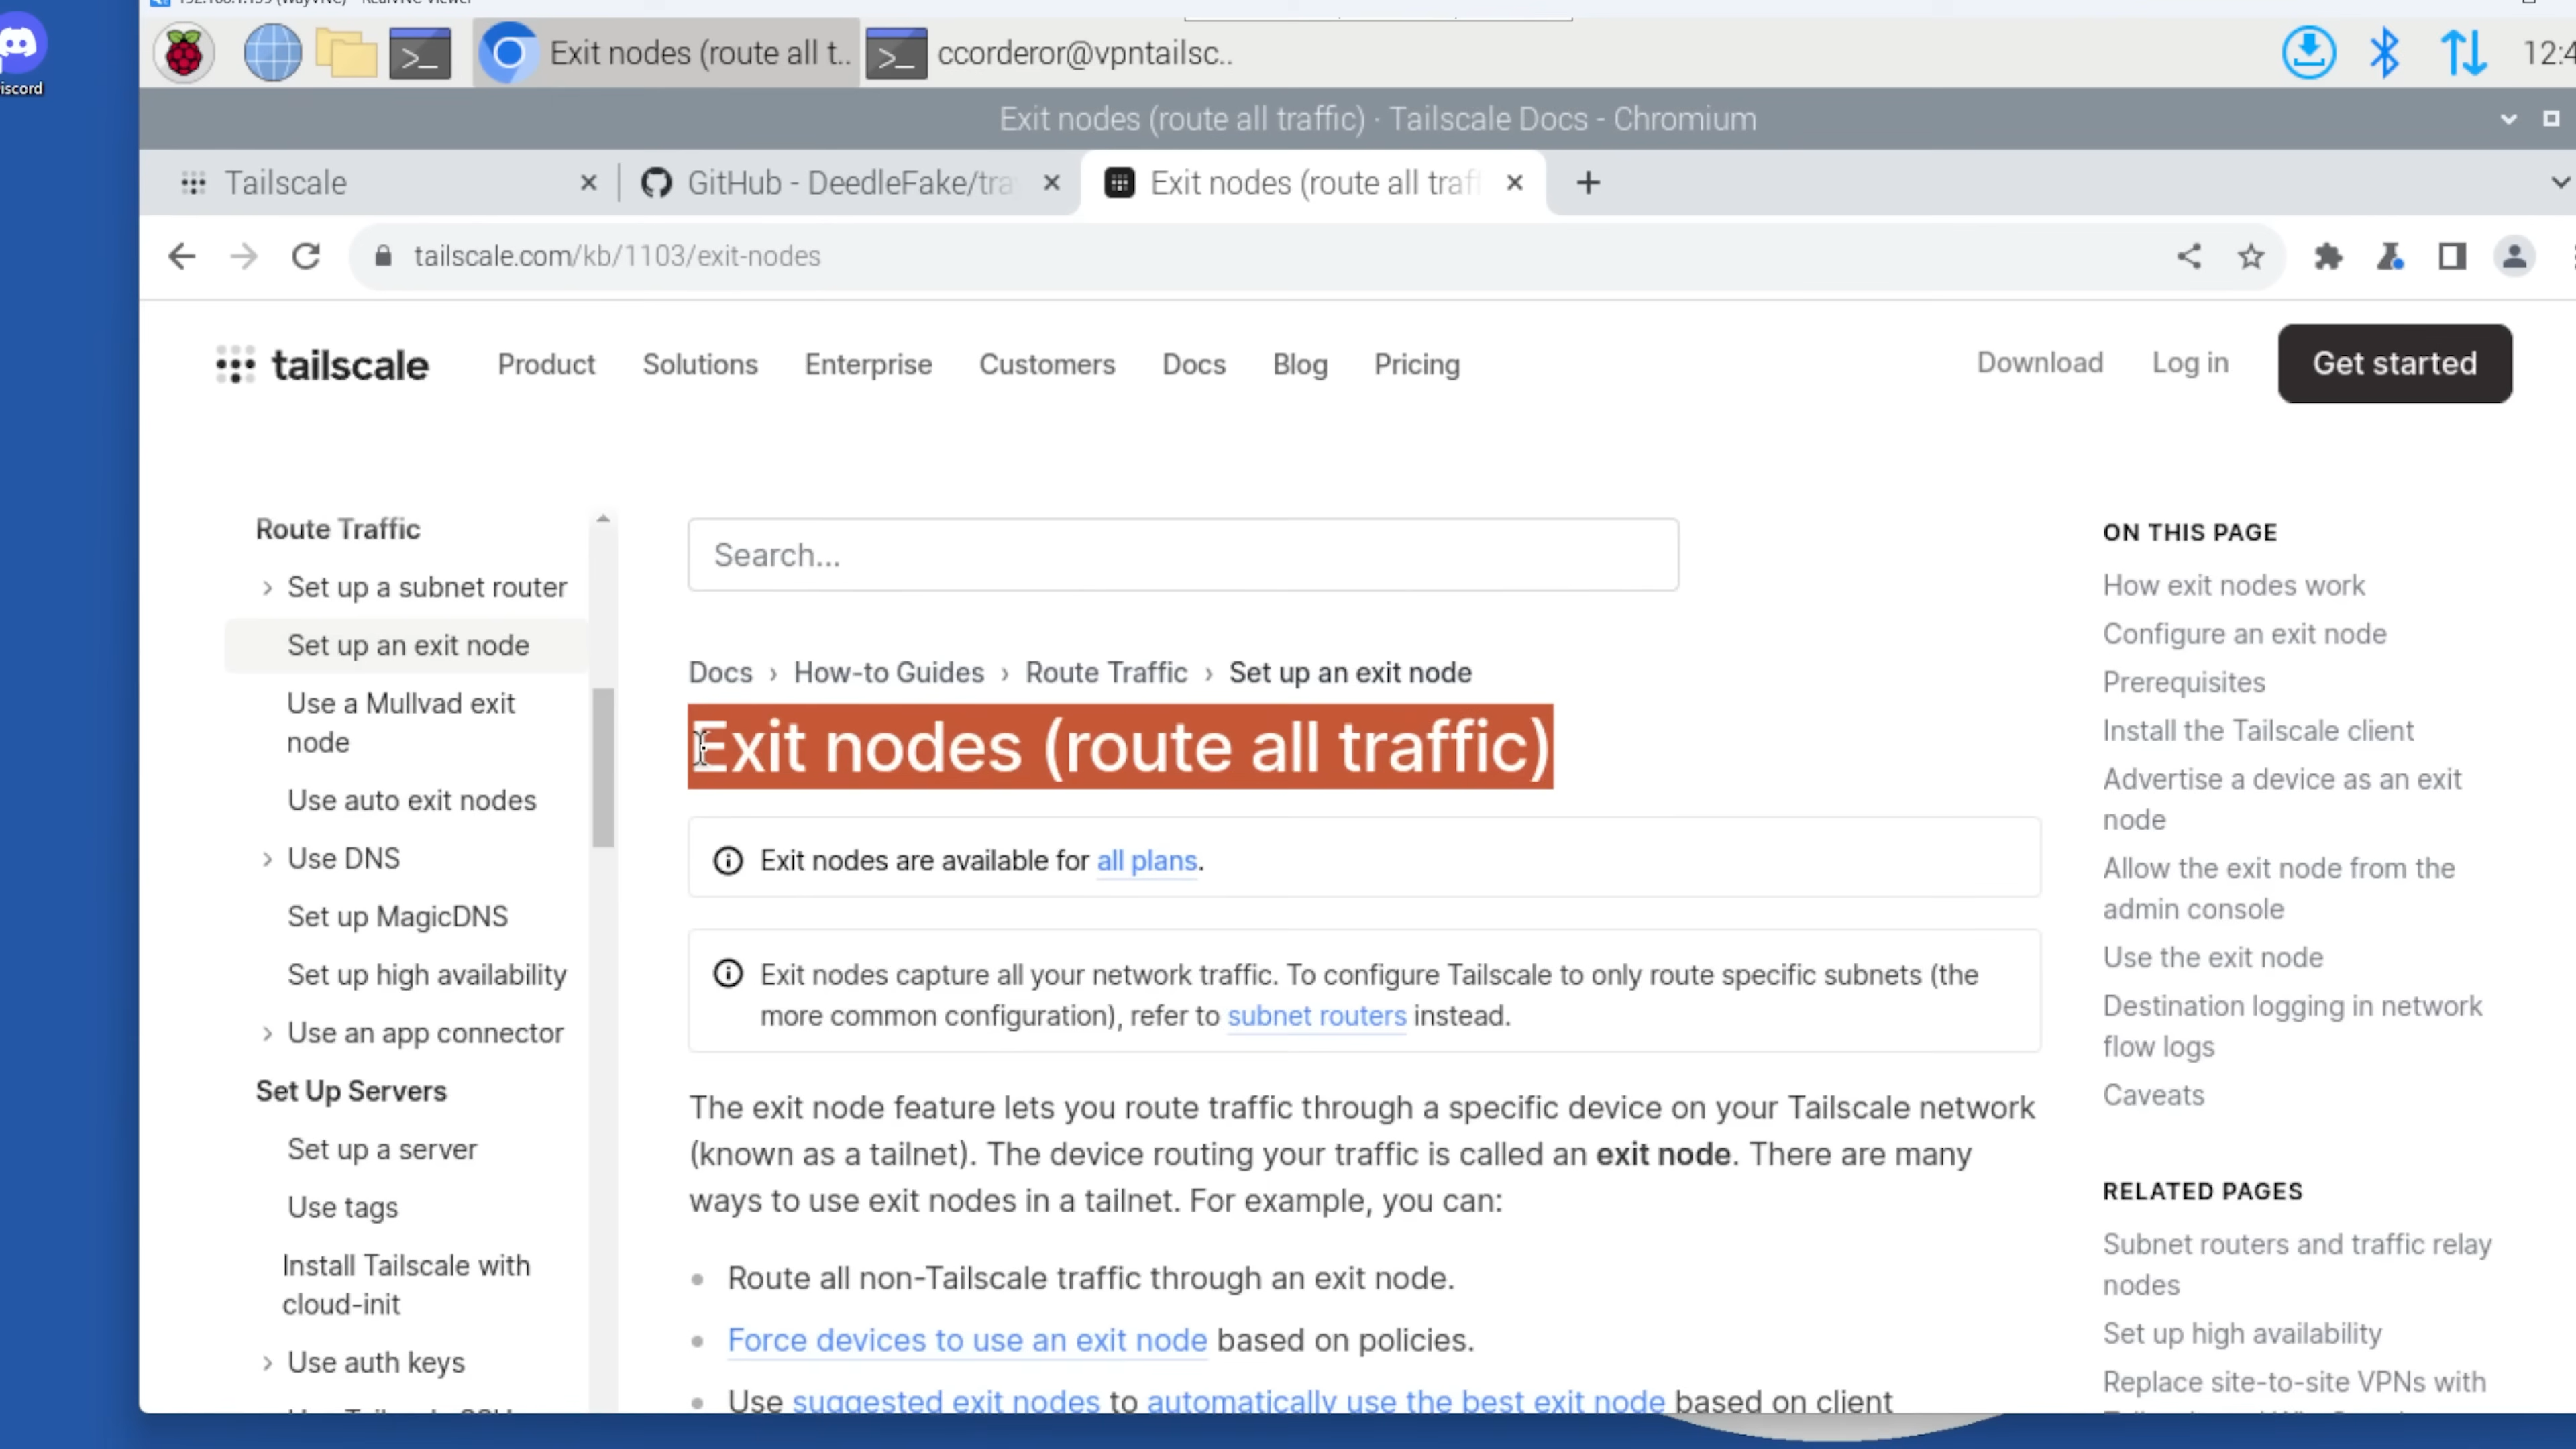 iscord
Exit nodes (route all t..
ccorderor@vpntailsc..
12:4
Exit nodes (route all traffic) · Tailscale Docs - Chromium
Tailscale
GitHub - DeedleFake/tra
Exit nodes (route all traf
tailscale.com/kb/1103/exit-nodes
tailscale
Product
Solutions
Enterprise
Customers
Docs
Blog
Pricing
Download
Log in
Get started
Route Traffic
Set up a subnet router
Set up an exit node
Use a Mullvad exit
node
Use auto exit nodes
Use DNS
Set up MagicDNS
Set up high availability
Use an app connector
Set Up Servers
Set up a server
Use tags
Install Tailscale with
cloud-init
Use auth keys
Search...
Docs › How-to Guides › Route Traffic › Set up an exit node
Exit nodes (route all traffic)
Exit nodes are available for all plans.
Exit nodes capture all your network traffic. To configure Tailscale to only route specific subnets (the
more common configuration), refer to subnet routers instead.
The exit node feature lets you route traffic through a specific device on your Tailscale network
(known as a tailnet). The device routing your traffic is called an exit node. There are many
ways to use exit nodes in a tailnet. For example, you can:
Route all non-Tailscale traffic through an exit node.
Force devices to use an exit node based on policies.
Use suggested exit nodes to automatically use the best exit node based on client
ON THIS PAGE
How exit nodes work
Configure an exit node
Prerequisites
Install the Tailscale client
Advertise a device as an exit
node
Allow the exit node from the
admin console
Use the exit node
Destination logging in network
flow logs
Caveats
RELATED PAGES
Subnet routers and traffic relay
nodes
Set up high availability
Replace site-to-site VPNs with